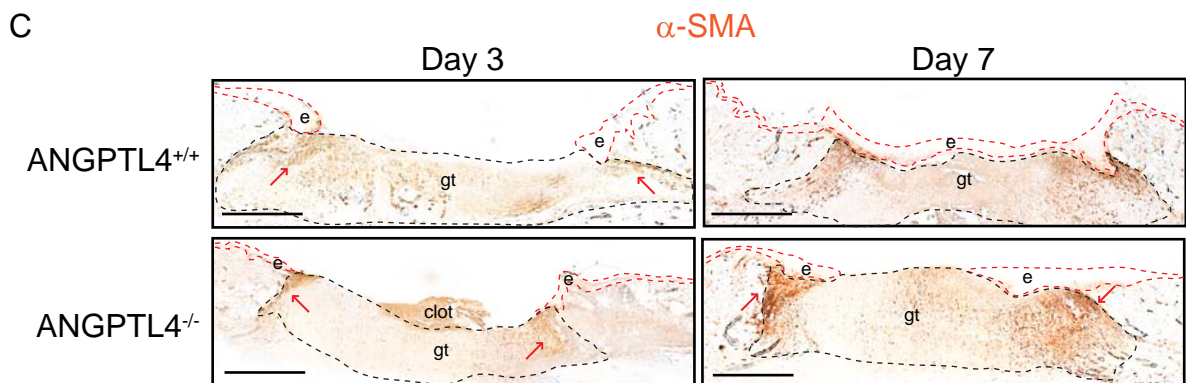 C
α-SMA
Day 3
Day 7
ANGPTL4+/+
e
e
gt
e
gt
ANGPTL4-/-
e
clot
e
gt
e
e
gt